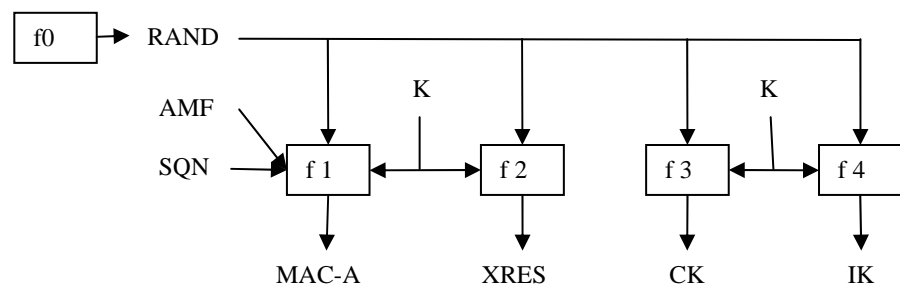 f0 RAND
K K
AMF
SQN f 1 f 2 f 3 f 4
MAC-A XRES CK IK